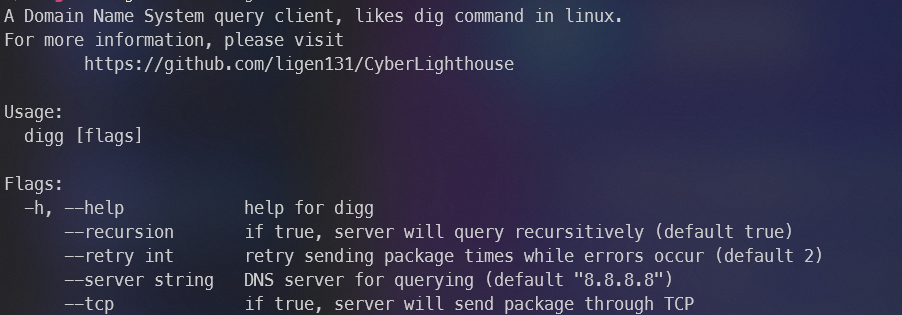 A Domain Name System query client, likes dig command in linux.
For more information, please visit
https://github.com/ligen131/CyberLighthouse
Usage:
digg [flags]
Flags:
-h, --help help for digg
--recursion if true, server will query recursitively (default true)
--retry int retry sending package times while errors occur (default 2)
--server string DNS server for querying (default "8.8.8.8")
--tcp if true, server will send package through TCP